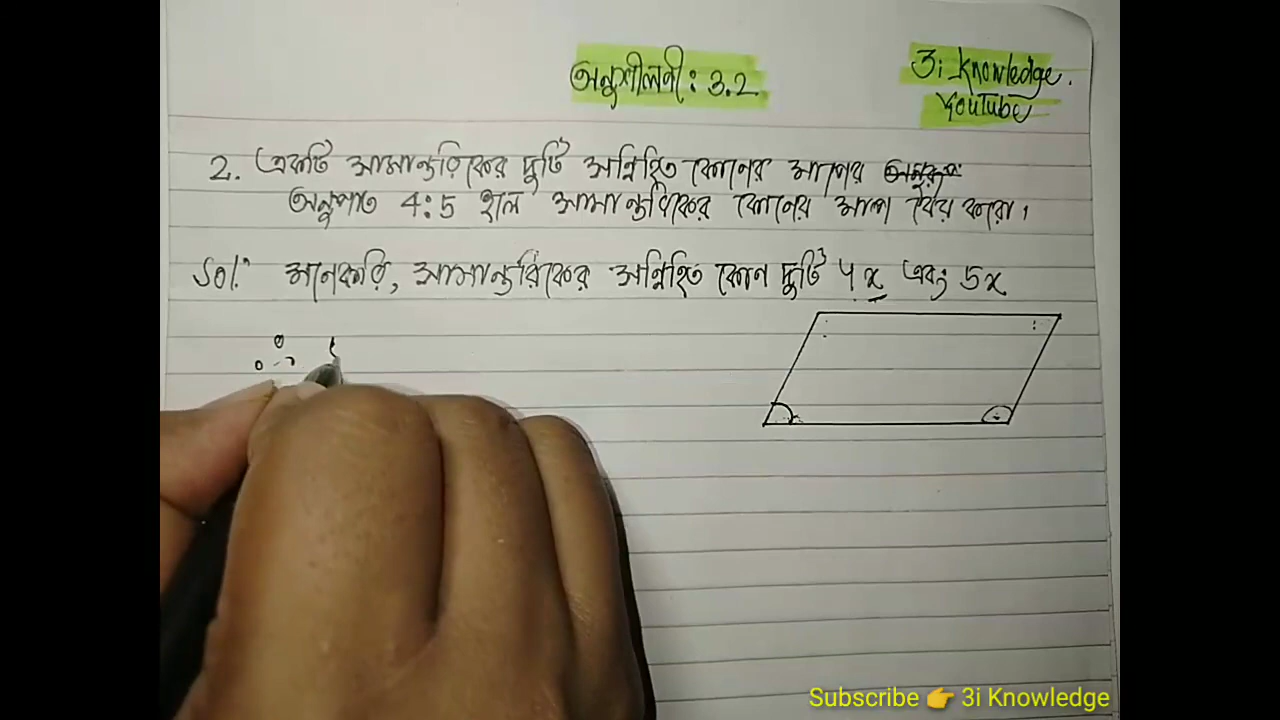 অনুশীলনী: 3.2
3i Knowledge.
YouTube
2. একটি সামান্তরিকের দুটি সন্নিহিত কোনের মাপের
অনুপাত 4:5 হলে সামান্তরিকের কোনের মাপ নির্ণয় করো।
Sol: মনেকরি, সামান্তরিকের সন্নিহিত কোন দুটি 4x এবং 5x
Subscribe 👉 3i Knowledge